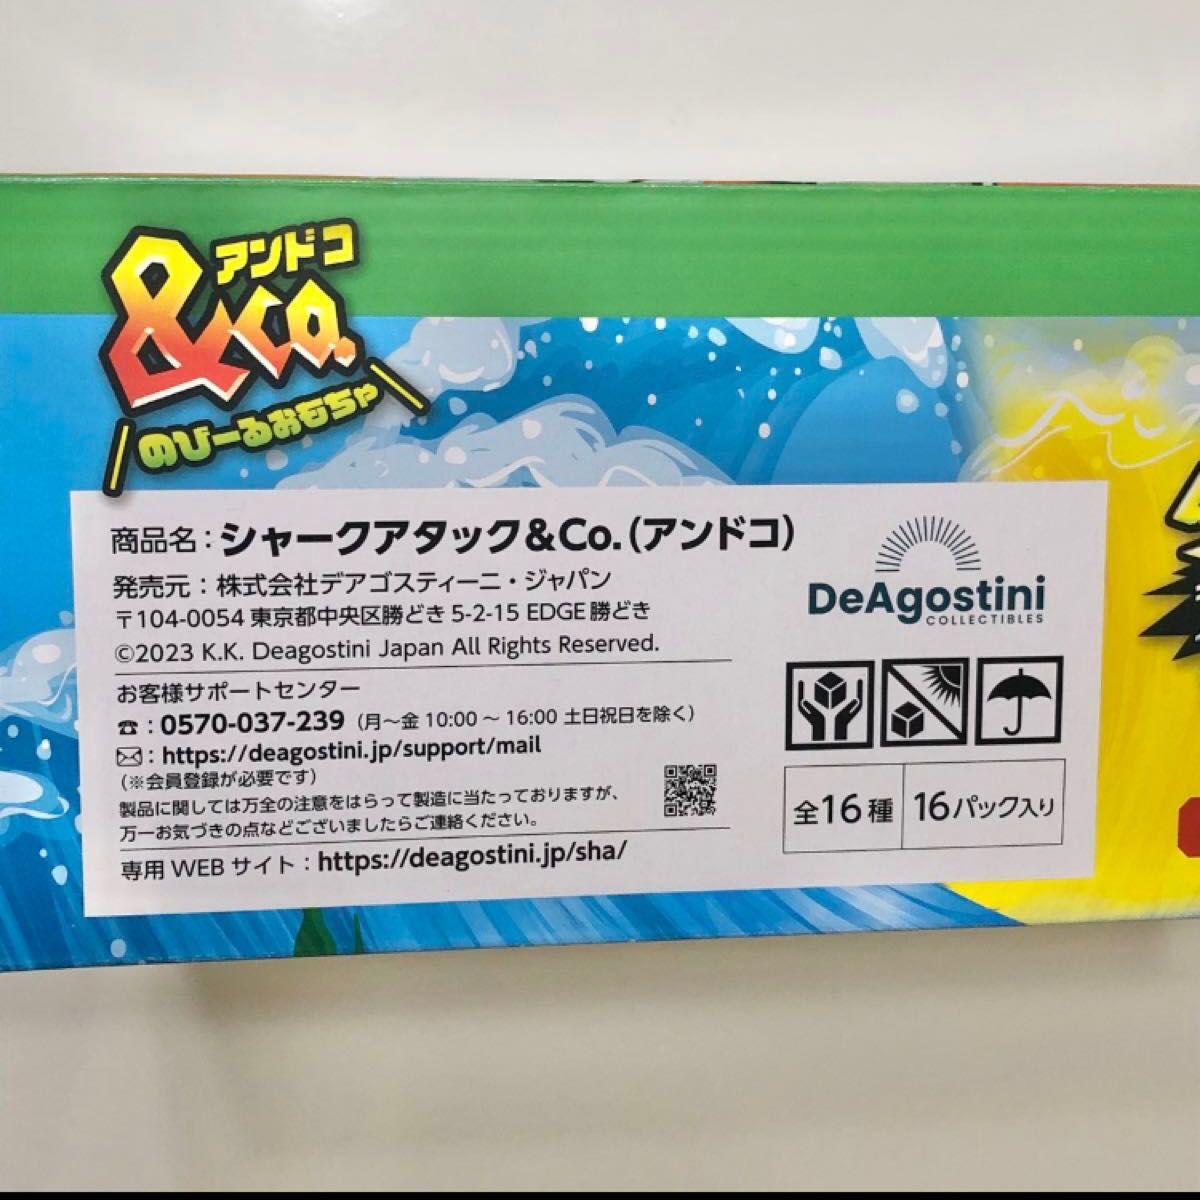 アンドコ
&Co.
のびーるおもちゃ
商品名：シャークアタック&Co.（アンドコ）
発売元：株式会社デアゴスティーニ・ジャパン
〒104-0054 東京都中央区勝どき 5-2-15 EDGE 勝どき
©2023 K.K. Deagostini Japan All Rights Reserved.
お客様サポートセンター
☎：0570-037-239（月～金 10:00 ～ 16:00 土日祝日を除く）
✉：https://deagostini.jp/support/mail
（※会員登録が必要です）
製品に関しては万全の注意をはらって製造に当たっておりますが、
万一お気づきの点などございましたらご連絡ください。
専用 WEB サイト：https://deagostini.jp/sha/
DeAgostini
COLLECTIBLES
全16種
16パック入り